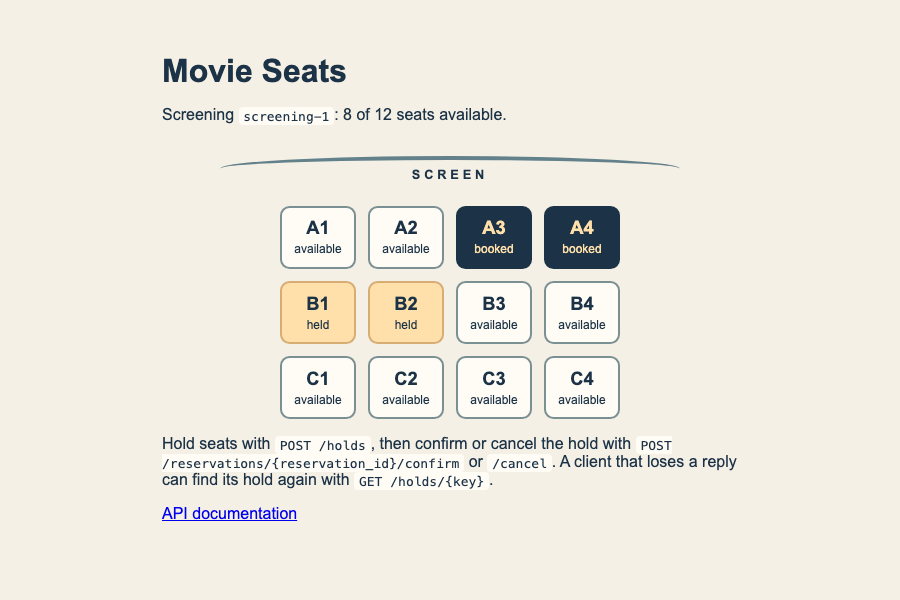 Movie Seats
Screening screening-1: 8 of 12 seats available.
SCREEN
A1 A2 A3 A4
available available booked booked
B1 B2 B3 B4
held held available available
C1 C2 C3 C4
available available available available
Hold seats with POST /holds, then confirm or cancel the hold with POST
/reservations/{reservation_id}/confirm or /cancel. A client that loses a reply
can find its hold again with GET /holds/{key}.
API documentation